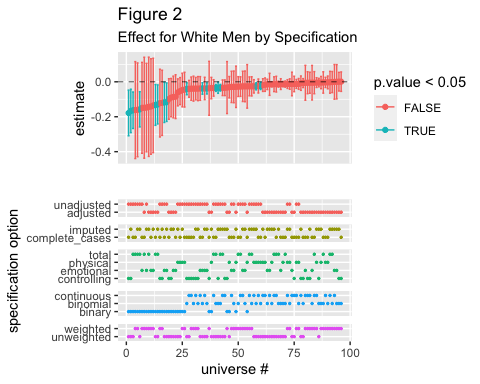 Figure 2
Effect for White Men by Specification
estimate
0.0
-0.2
-0.4
p.value < 0.05
FALSE
TRUE
specification option
unadjusted
adjusted
imputed
complete_cases
total
physical
emotional
controlling
continuous
binomial
binary
weighted
unweighted
0 25 50 75 100
universe #